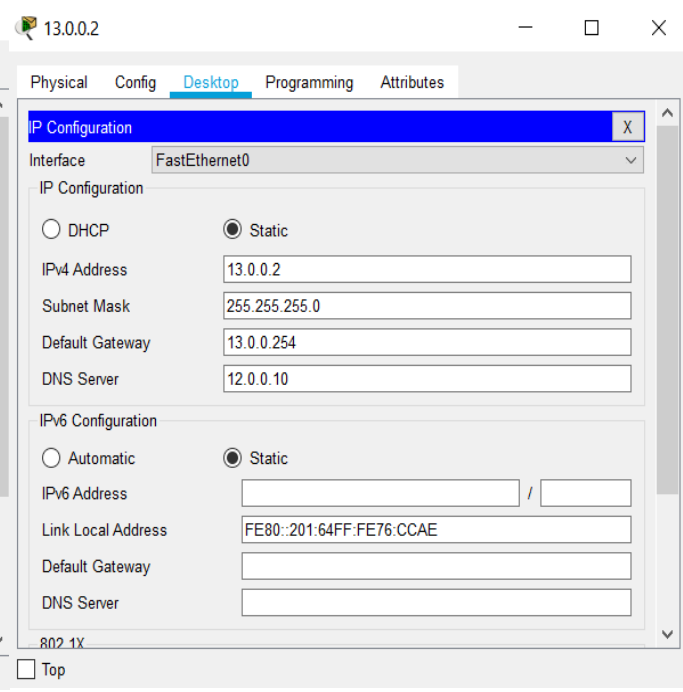 13.0.0.2
Physical Config Desktop Programming Attributes
IP Configuration X
Interface FastEthernet0
IP Configuration
DHCP Static
IPv4 Address 13.0.0.2
Subnet Mask 255.255.255.0
Default Gateway 13.0.0.254
DNS Server 12.0.0.10
IPv6 Configuration
Automatic Static
IPv6 Address /
Link Local Address FE80::201:64FF:FE76:CCAE
Default Gateway
DNS Server
802.1X
Top